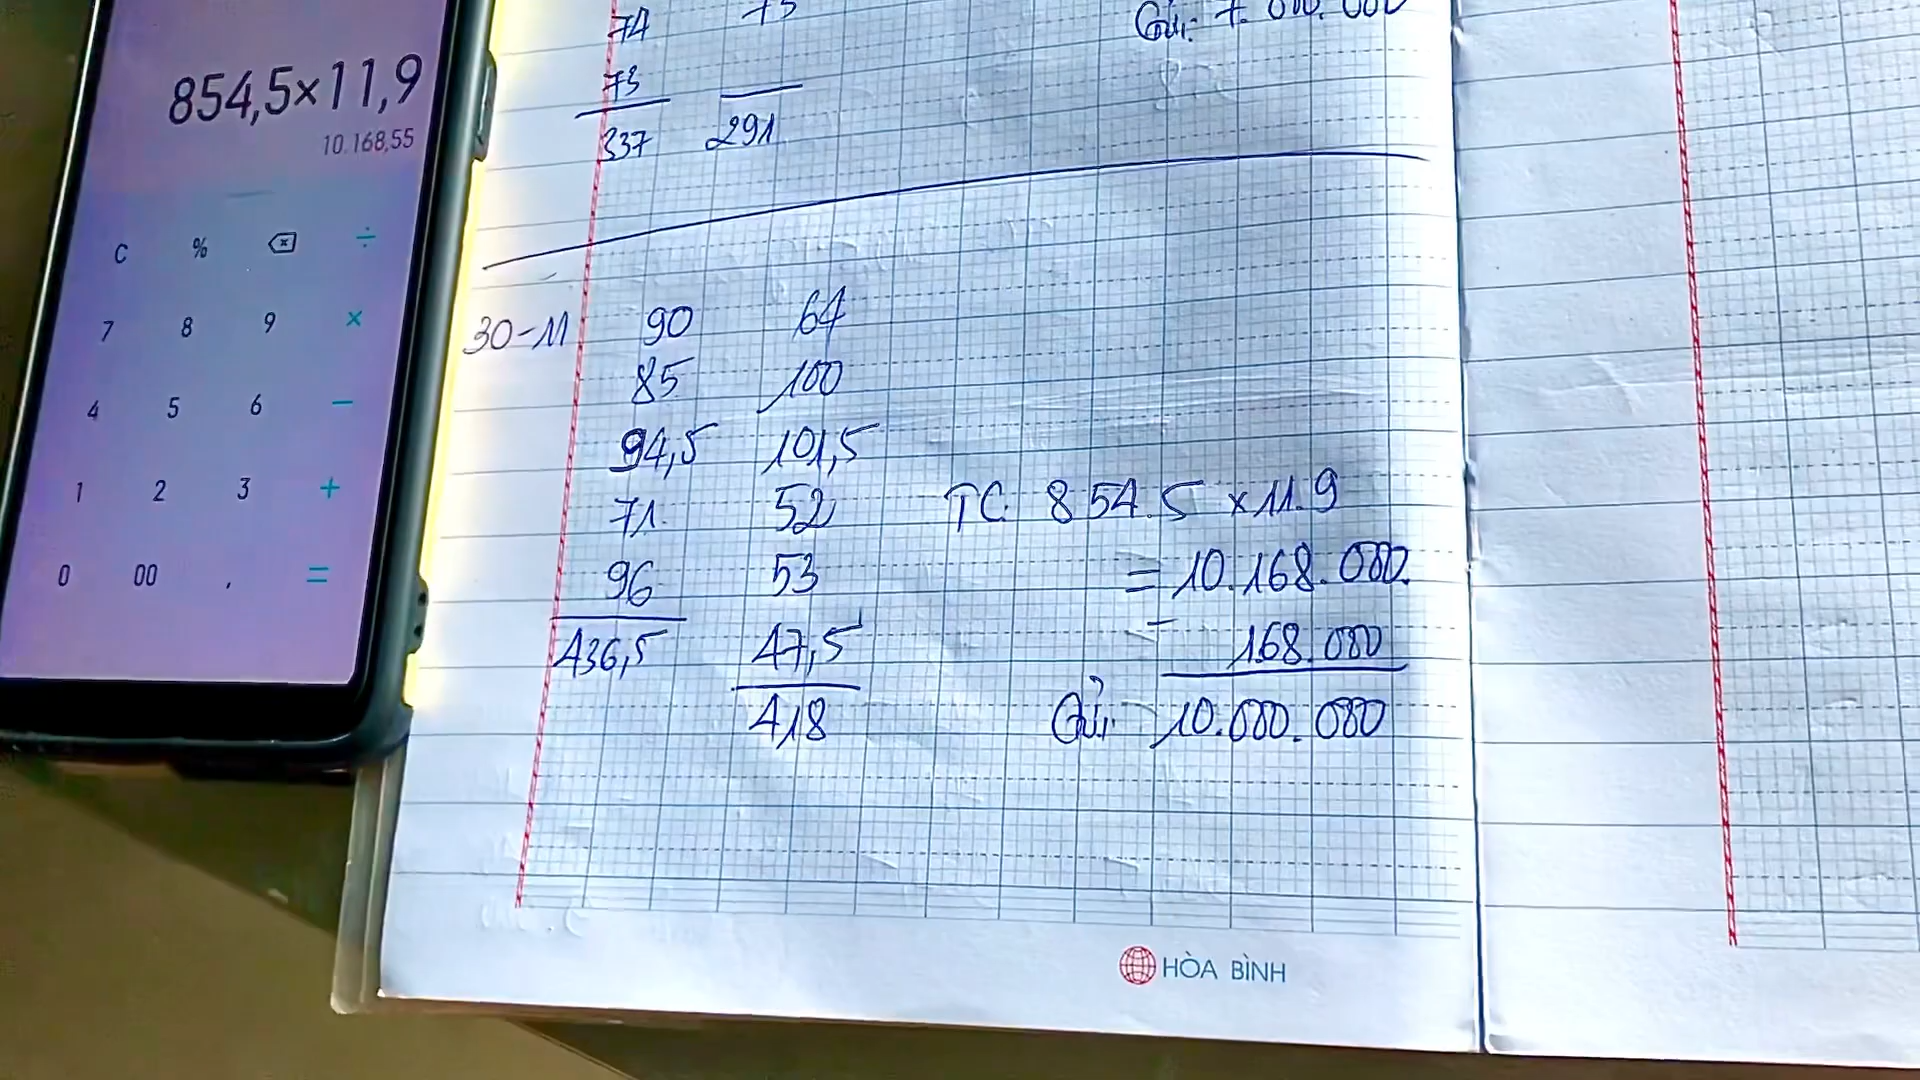 854,5×11,9
10.168,55
C % ÷
7 8 9 ×
4 5 6 −
1 2 3 +
0 00 , =
74 73
73
337 291
Gửi: 7.000.000
30-11 90 64
85 100
94,5 101,5
71 52
96 53
436,5 47,5
418
TC: 854.5 x 11.9
= 10.168.000
- 168.000
Gửi 10.000.000
HÒA BÌNH